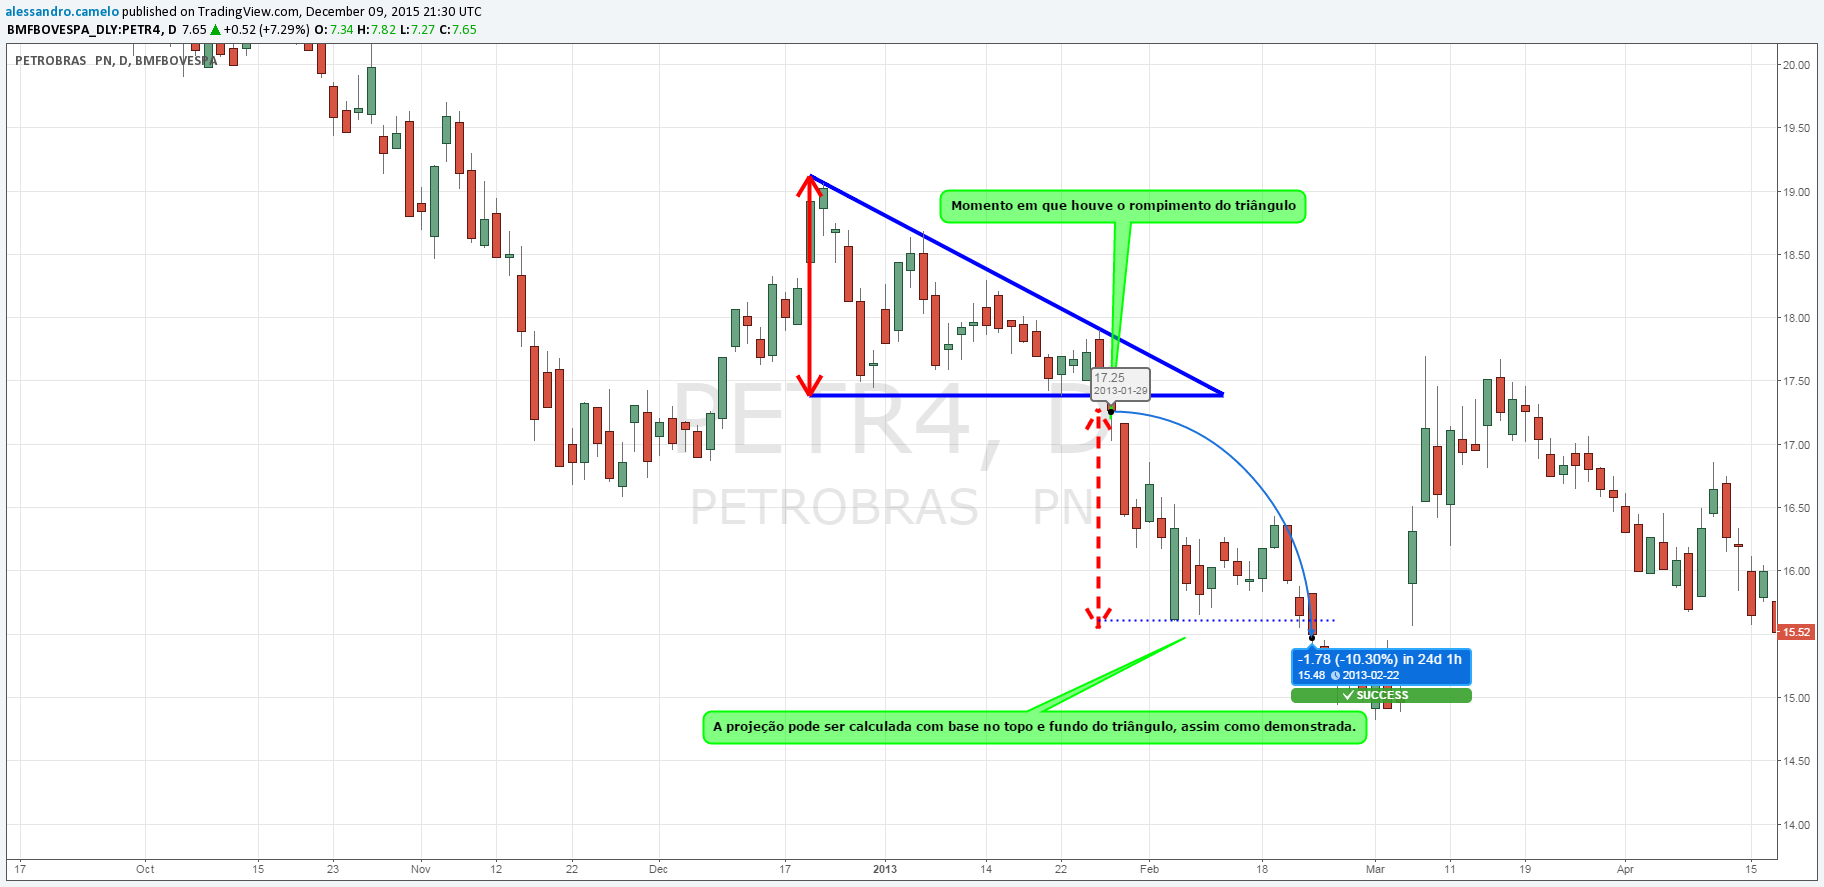 alessandro.camelo published on TradingView.com, December 09, 2015 21:30 UTC
BMFBOVESPA_DLY:PETR4, D 7.65 ▲ +0.52 (+7.29%) O: 7.34 H: 7.82 L: 7.27 C: 7.65
PETROBRAS PN, D, BMFBOVESPA
20.00
19.50
19.00
Momento em que houve o rompimento do triângulo
18.50
18.00
17.50
17.25
2013-01-29
PETR4, D
17.00
PETROBRAS PN
16.50
16.00
15.52
-1.78 (-10.30%) in 24d 1h
15.48 2013-02-22
✓ SUCCESS
15.00
A projeção pode ser calculada com base no topo e fundo do triângulo, assim como demonstrada.
14.50
14.00
17 Oct 15 23 Nov 12 22 Dec 17 2013 14 22 Feb 18 Mar 11 19 Apr 15